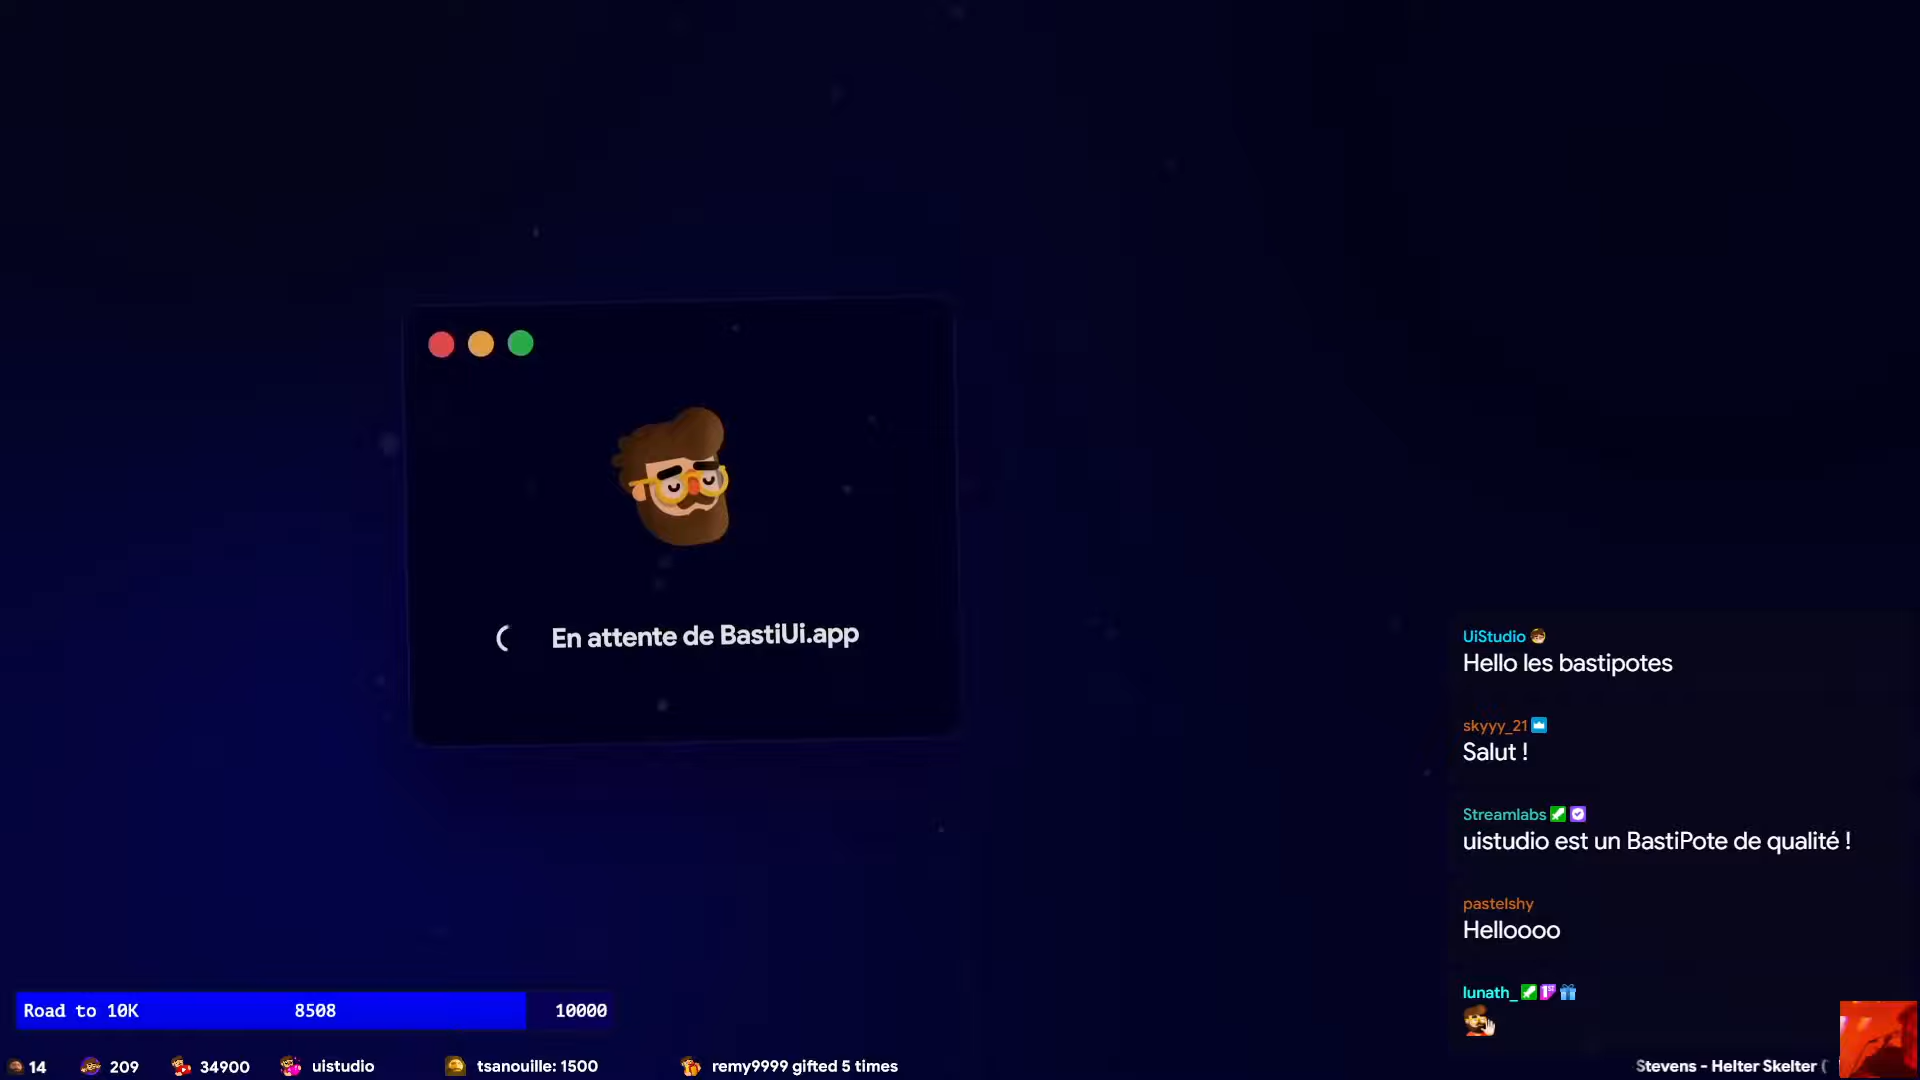 En attente de BastiUi.app
UiStudio
Hello les bastipotes
skyyy_21
Salut !
Streamlabs
uistudio est un BastiPote de qualité !
pastelshy
Helloooo
lunath_
Road to 10K 8508 10000
14 209 34900 uistudio tsanouille: 1500 remy9999 gifted 5 times
Stevens - Helter Skelter (